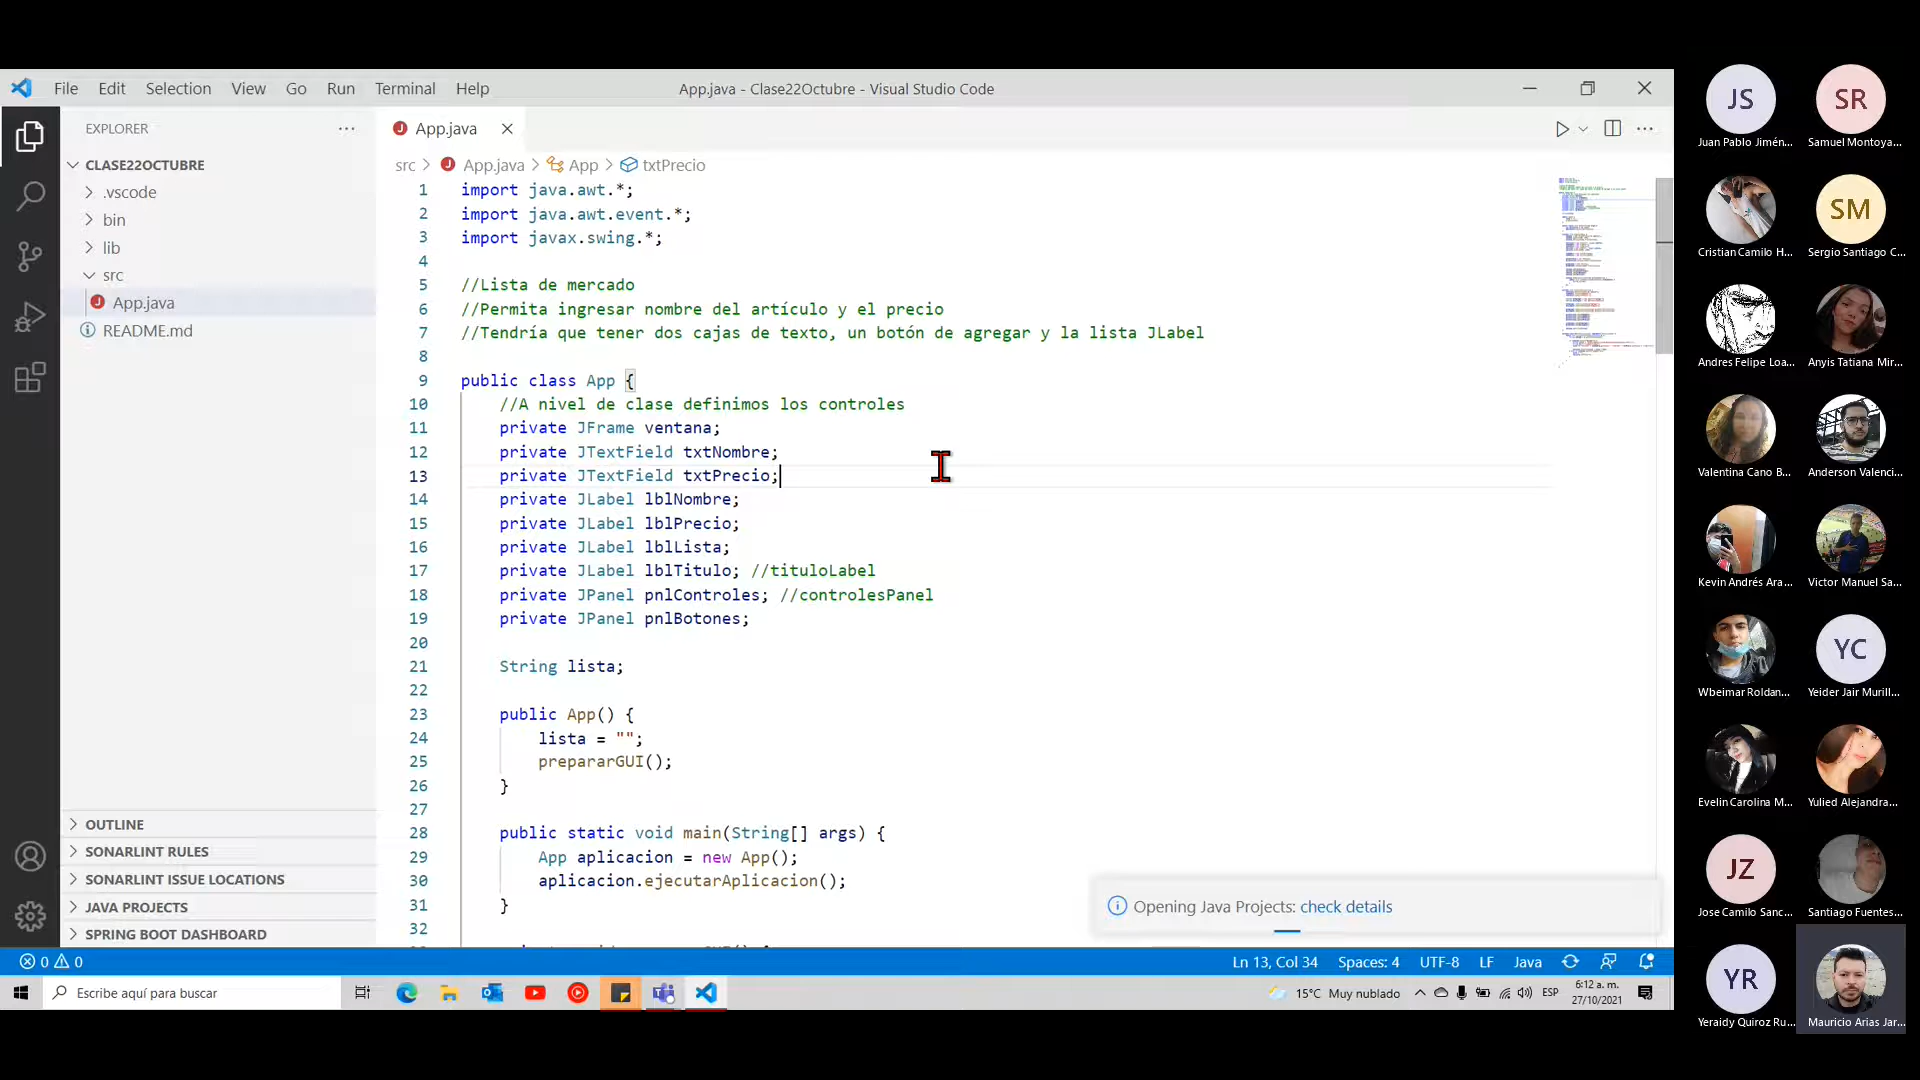 File Edit Selection View Go Run Terminal Help
App.java - Clase22Octubre - Visual Studio Code
EXPLORER
CLASE22OCTUBRE
.vscode
bin
lib
src
App.java
README.md
OUTLINE
SONARLINT RULES
SONARLINT ISSUE LOCATIONS
JAVA PROJECTS
SPRING BOOT DASHBOARD
App.java
src > App.java > App > txtPrecio
1 import java.awt.*;
2 import java.awt.event.*;
3 import javax.swing.*;
4
5 //Lista de mercado
6 //Permita ingresar nombre del artículo y el precio
7 //Tendría que tener dos cajas de texto, un botón de agregar y la lista JLabel
8
9 public class App {
10 //A nivel de clase definimos los controles
11 private JFrame ventana;
12 private JTextField txtNombre;
13 private JTextField txtPrecio;
14 private JLabel lblNombre;
15 private JLabel lblPrecio;
16 private JLabel lblLista;
17 private JLabel lblTitulo; //tituloLabel
18 private JPanel pnlControles; //controlesPanel
19 private JPanel pnlBotones;
20
21 String lista;
22
23 public App() {
24 lista = "";
25 prepararGUI();
26 }
27
28 public static void main(String[] args) {
29 App aplicacion = new App();
30 aplicacion.ejecutarAplicacion();
31 }
32
Opening Java Projects: check details
0 0
Ln 13, Col 34 Spaces: 4 UTF-8 LF Java
Escribe aquí para buscar
15°C Muy nublado
ESP
6:12 a. m.
27/10/2021
JS
Juan Pablo Jimén...
SR
Samuel Montoya...
Cristian Camilo H...
SM
Sergio Santiago C...
Andres Felipe Loa...
Anyis Tatiana Mir...
Valentina Cano B...
Anderson Valenci...
Kevin Andrés Ara...
Victor Manuel Sa...
Wbeimar Roldan...
YC
Yeider Jair Murill...
Evelin Carolina M...
Yulied Alejandra...
JZ
Jose Camilo Sanc...
Santiago Fuentes...
YR
Yeraidy Quiroz Ru...
Mauricio Arias Jar...